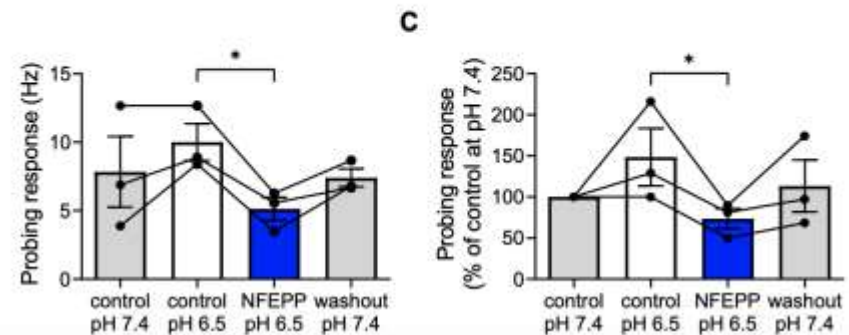 C
Probing response (Hz)
15
10
5
0
*
control pH 7.4
control pH 6.5
NFEPP pH 6.5
washout pH 7.4
Probing response
(% of control at pH 7.4)
250
200
150
100
50
0
*
control pH 7.4
control pH 6.5
NFEPP pH 6.5
washout pH 7.4